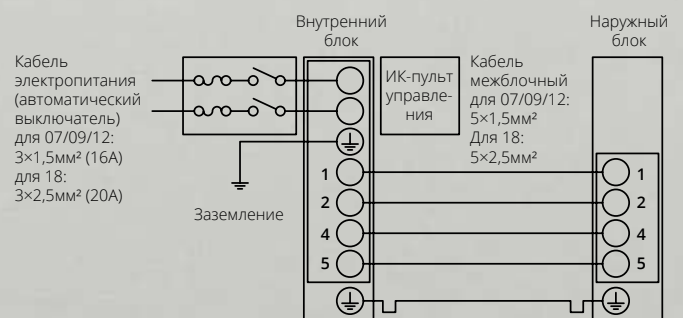 Внутренний
блок
Наружный
блок
Кабель
электропитания
(автоматический
выключатель)
для 07/09/12:
3×1,5мм² (16А)
для 18:
3×2,5мм² (20А)
ИК-пульт
управле-
ния
Кабель
межблочный
для 07/09/12:
5×1,5мм²
Для 18:
5×2,5мм²
Заземление
1
2
4
5
1
2
4
5